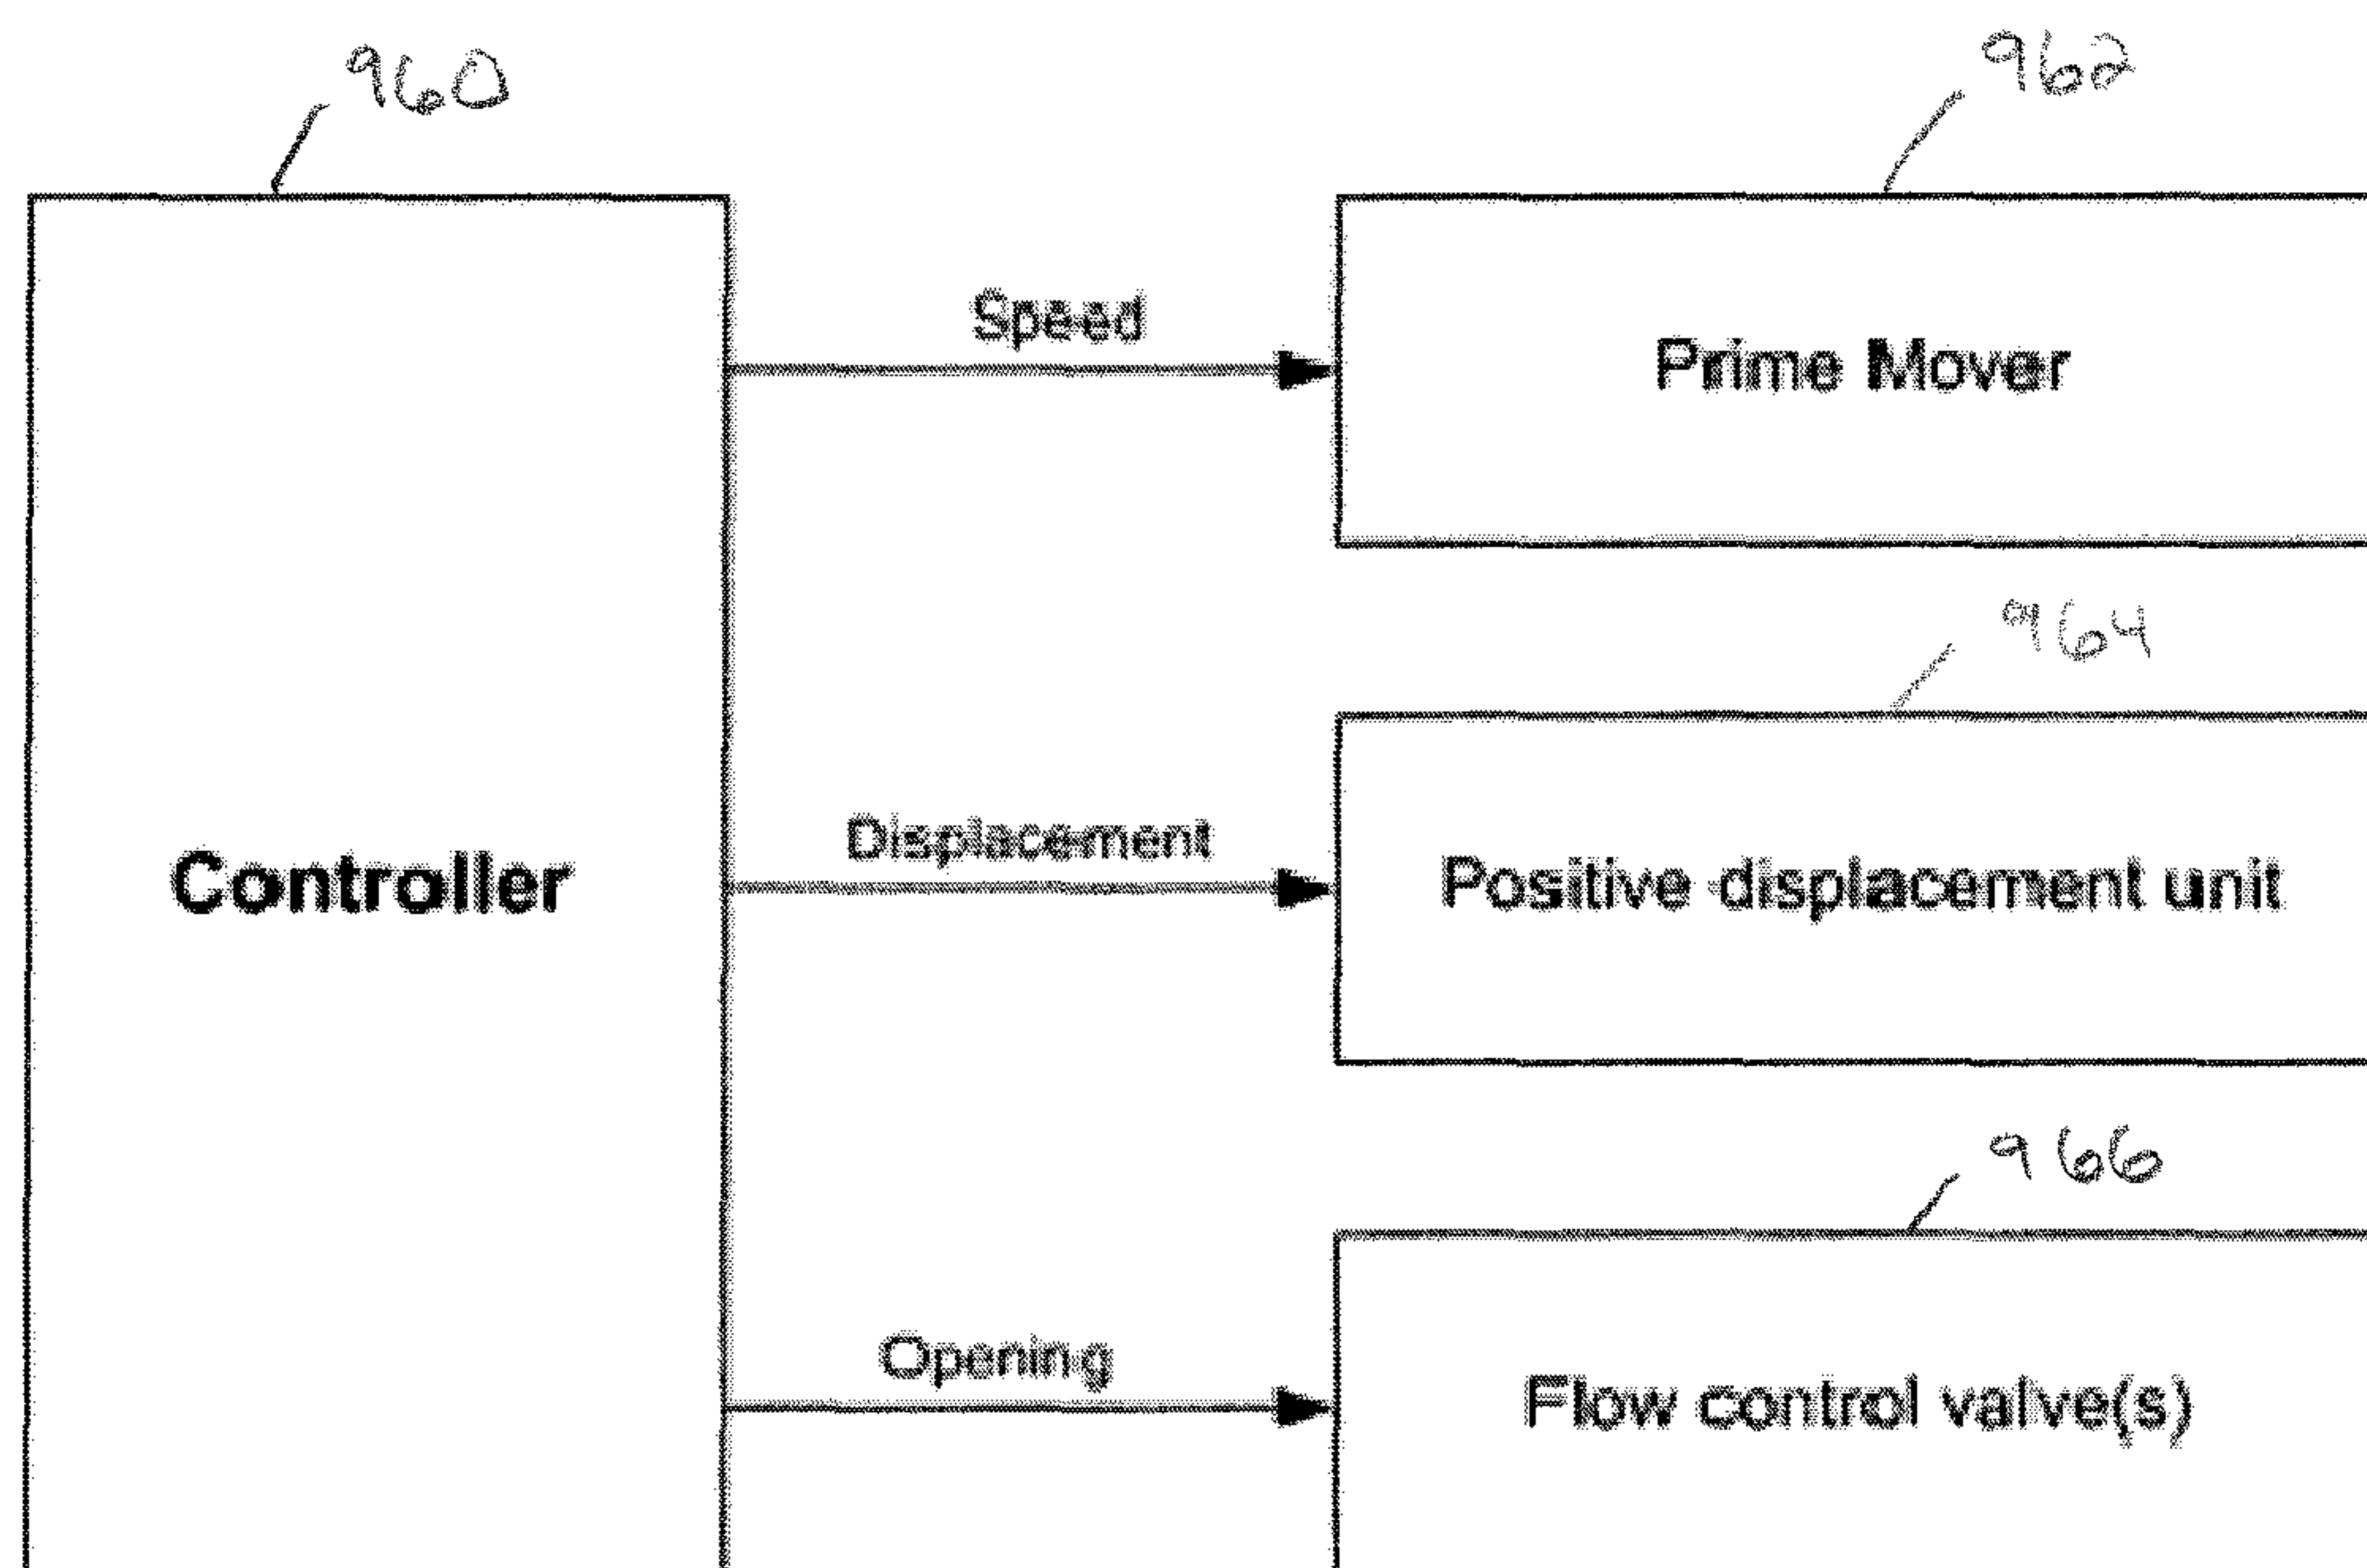 960
962
Speed
Prime Mover
964
Displacement
Controller
Positive displacement unit
966
Opening
Flow control valve(s)